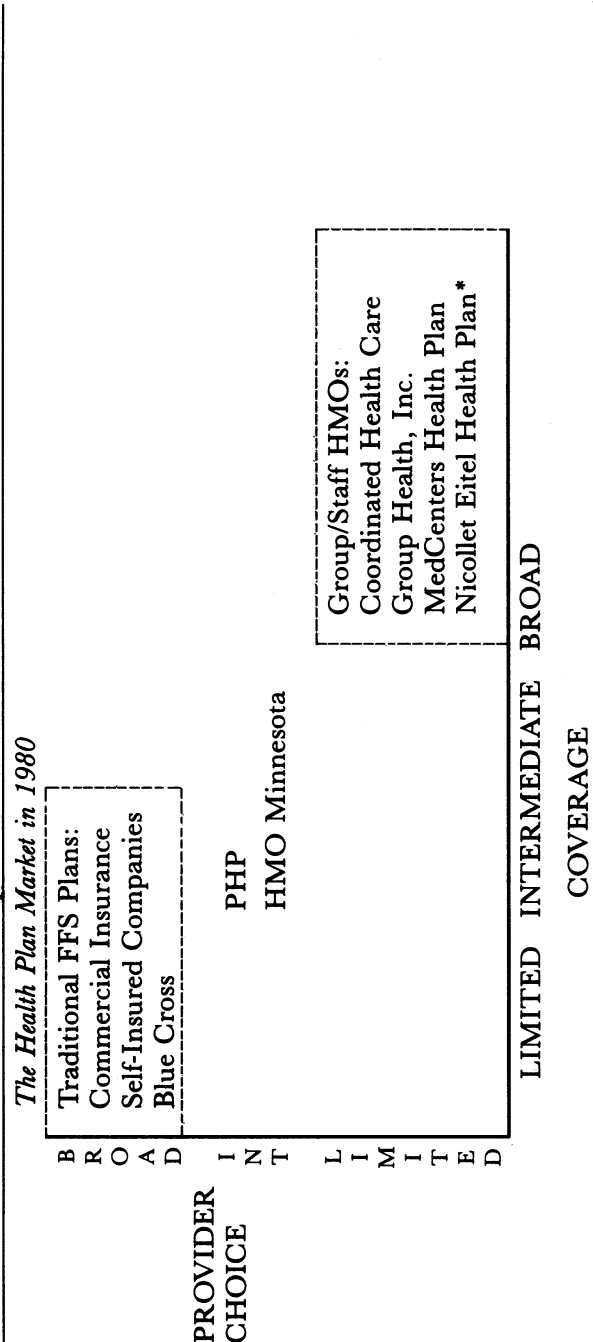 The Health Plan Market in 1980
BROAD
Traditional FFS Plans:
Commercial Insurance
Self-Insured Companies
Blue Cross
PROVIDER
CHOICE
INT
PHP
HMO Minnesota
LIMITED
Group/Staff HMOs:
Coordinated Health Care
Group Health, Inc.
MedCenters Health Plan
Nicollet Eitel Health Plan*
LIMITED INTERMEDIATE BROAD
COVERAGE